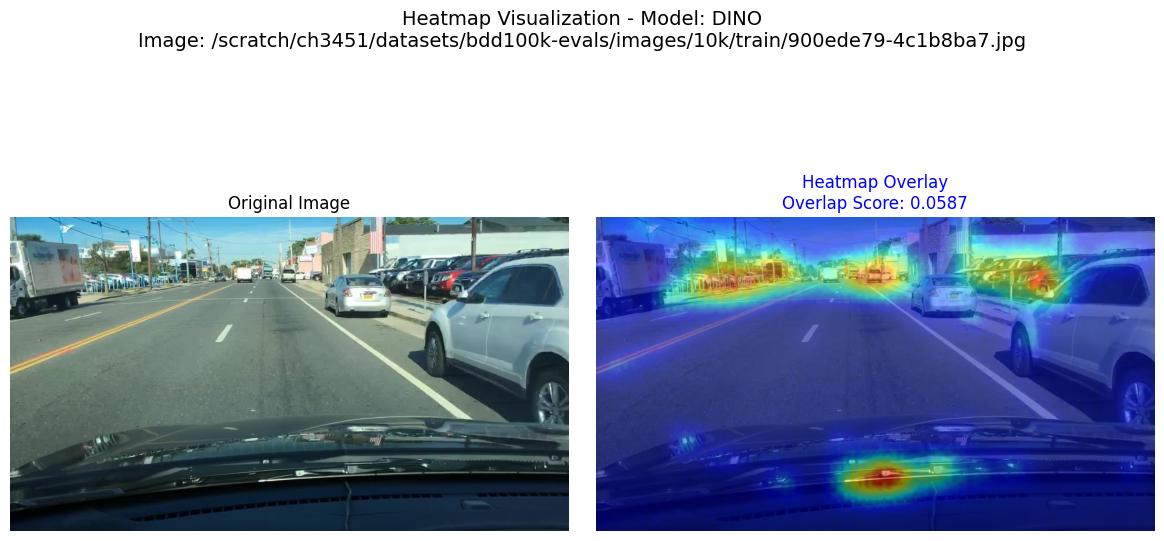 Heatmap Visualization - Model: DINO
Image: /scratch/ch3451/datasets/bdd100k-evals/images/10k/train/900ede79-4c1b8ba7.jpg
Original Image
Heatmap Overlay
Overlap Score: 0.0587